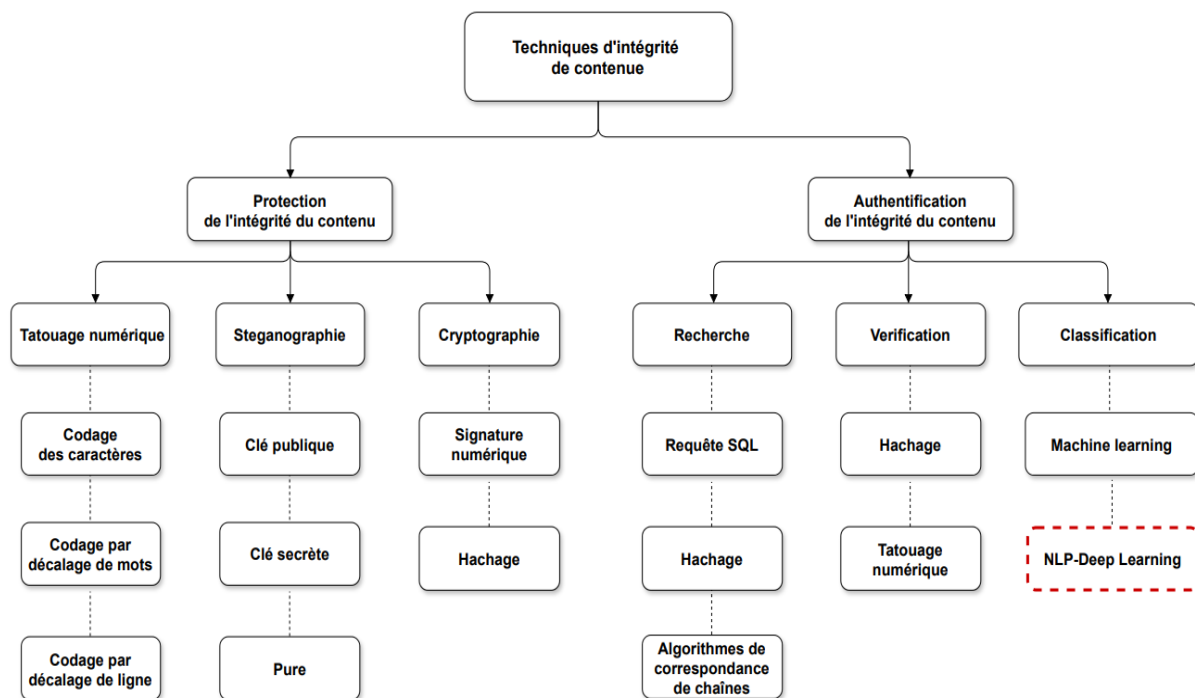 Techniques d'intégrité
de contenue
Protection
de l'intégrité du contenu
Authentification
de l'intégrité du contenu
Tatouage numérique
Steganographie
Cryptographie
Recherche
Verification
Classification
Codage
des caractères
Clé publique
Signature
numérique
Requête SQL
Hachage
Machine learning
Codage par
décalage de mots
Clé secrète
Hachage
Hachage
Tatouage
numérique
NLP-Deep Learning
Codage par
décalage de ligne
Pure
Algorithmes de
correspondance
de chaînes